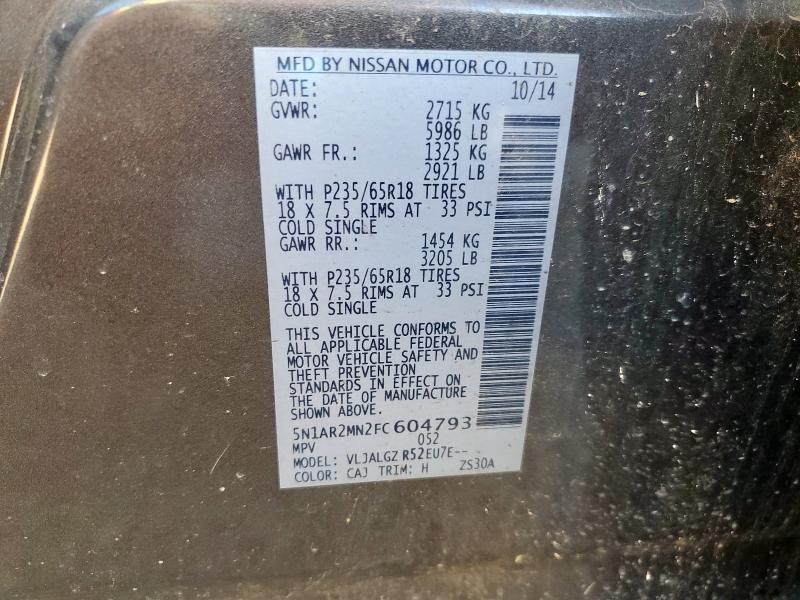 MFD BY NISSAN MOTOR CO., LTD.
DATE: 10/14
GVWR: 2715 KG
5986 LB
GAWR FR.: 1325 KG
2921 LB
WITH P235/65R18 TIRES
18 X 7.5 RIMS AT 33 PSI
COLD SINGLE
GAWR RR.: 1454 KG
3205 LB
WITH P235/65R18 TIRES
18 X 7.5 RIMS AT 33 PSI
COLD SINGLE
THIS VEHICLE CONFORMS TO
ALL APPLICABLE FEDERAL
MOTOR VEHICLE SAFETY AND
THEFT PREVENTION
STANDARDS IN EFFECT ON
THE DATE OF MANUFACTURE
SHOWN ABOVE.
5N1AR2MN2FC604793
MPV 052
MODEL: VLJALGZ R52EU7E--
COLOR: CAJ TRIM: H ZS30A